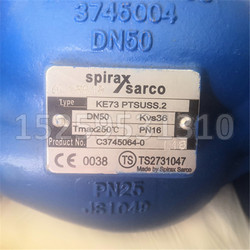 3746004
DN50
spirax
sarco
Type KE73 PTSUSS.2
DN50 Kvs36
Tmax250°C PN16
Product No. C3745064-0
CE 0038 TS TS2731047
Made by Spirax Sarco
PN25